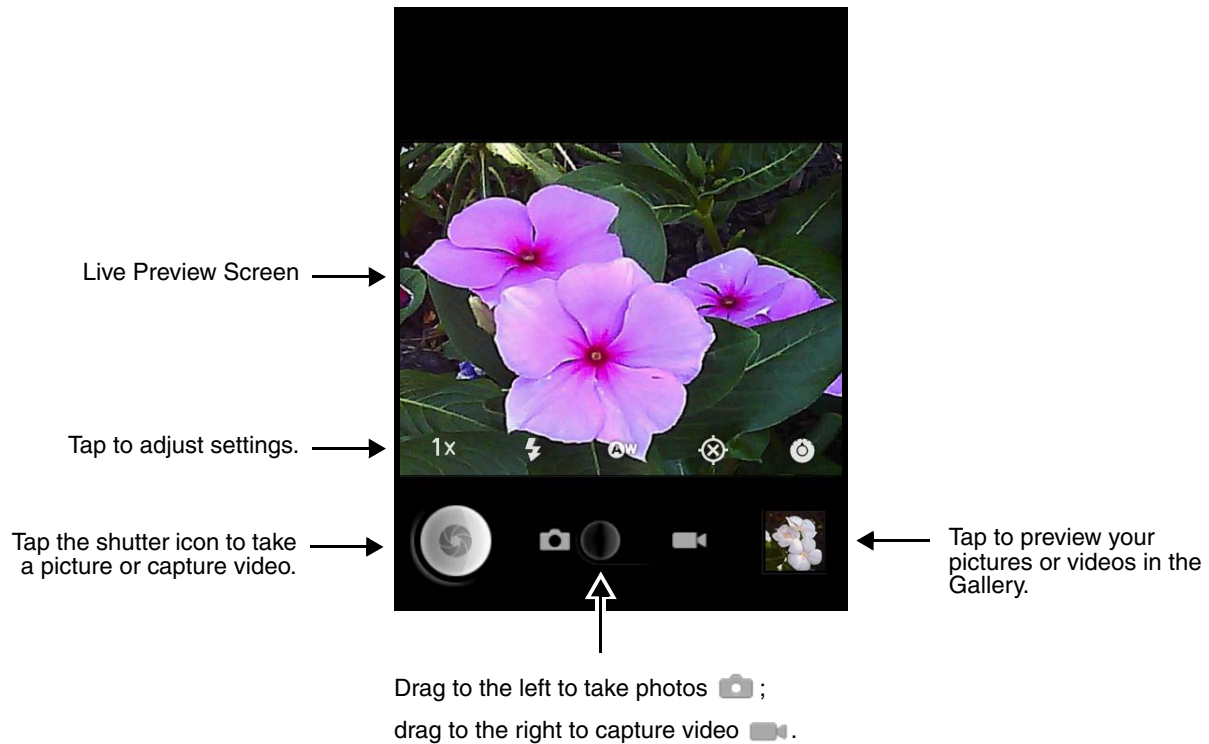 Live Preview Screen
Tap to adjust settings.
1x
AW
Tap the shutter icon to take
a picture or capture video.
Tap to preview your
pictures or videos in the
Gallery.
Drag to the left to take photos ;
drag to the right to capture video .